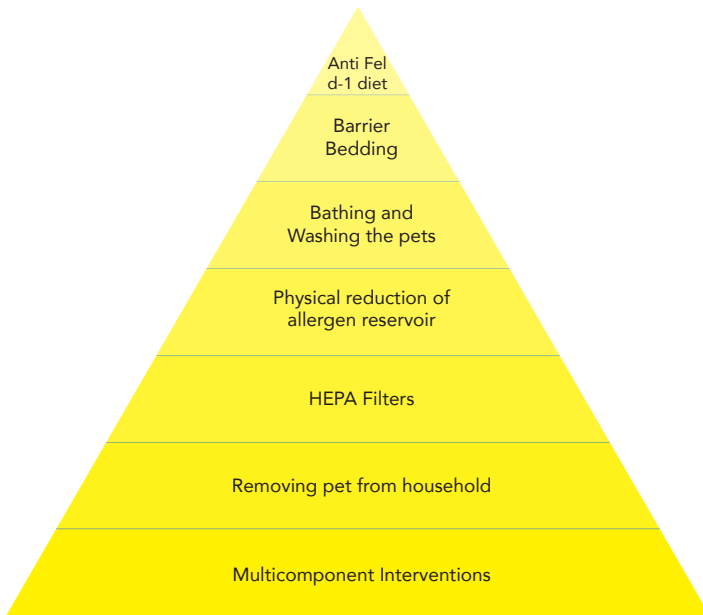 Anti Fel
d-1 diet
Barrier
Bedding
Bathing and
Washing the pets
Physical reduction of
allergen reservoir
HEPA Filters
Removing pet from household
Multicomponent Interventions